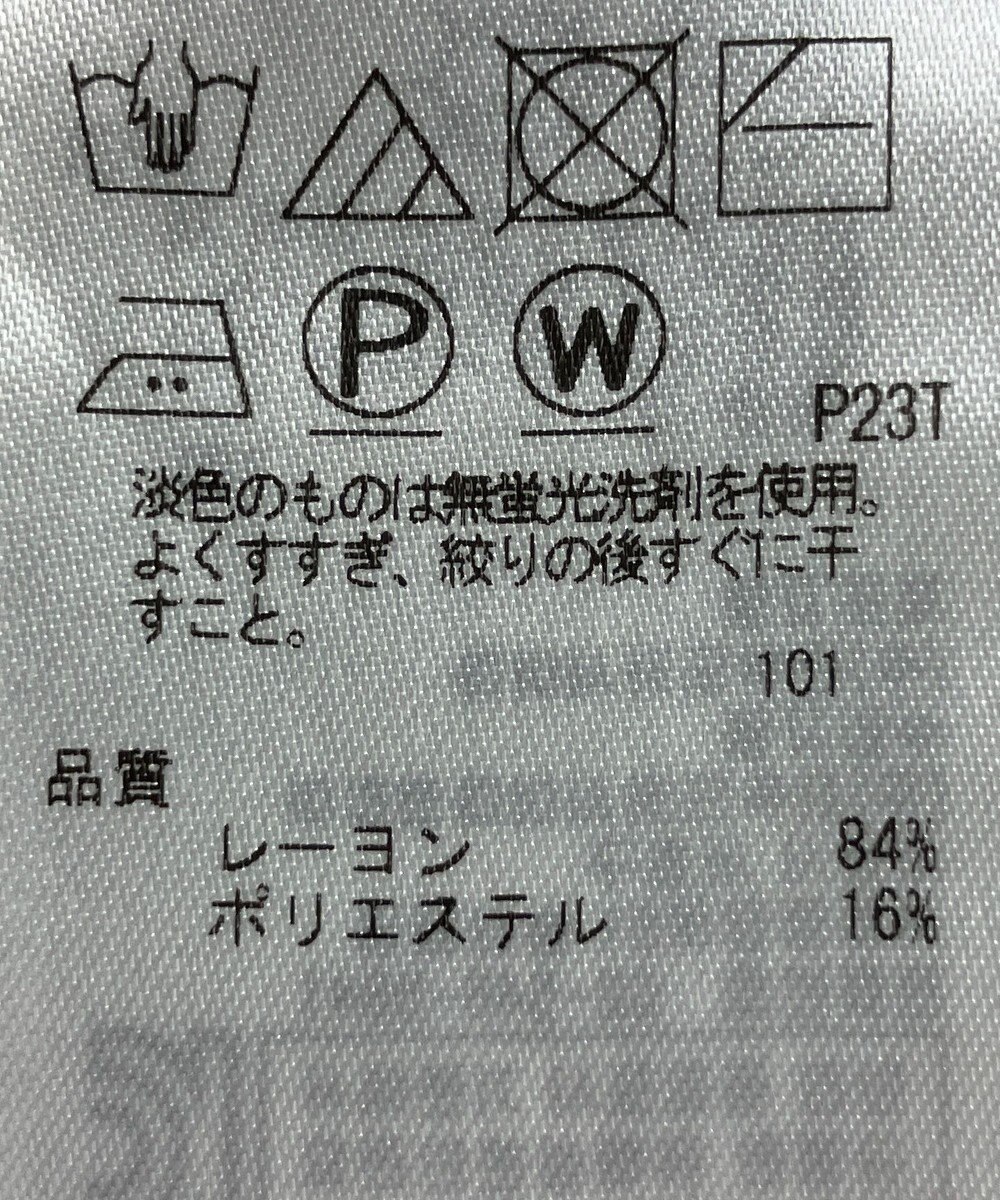 P W
P23T
淡色のものは無蛍光洗剤を使用。
よくすすぎ、絞りの後すぐに干
すこと。
101
品質
レーヨン 84%
ポリエステル 16%